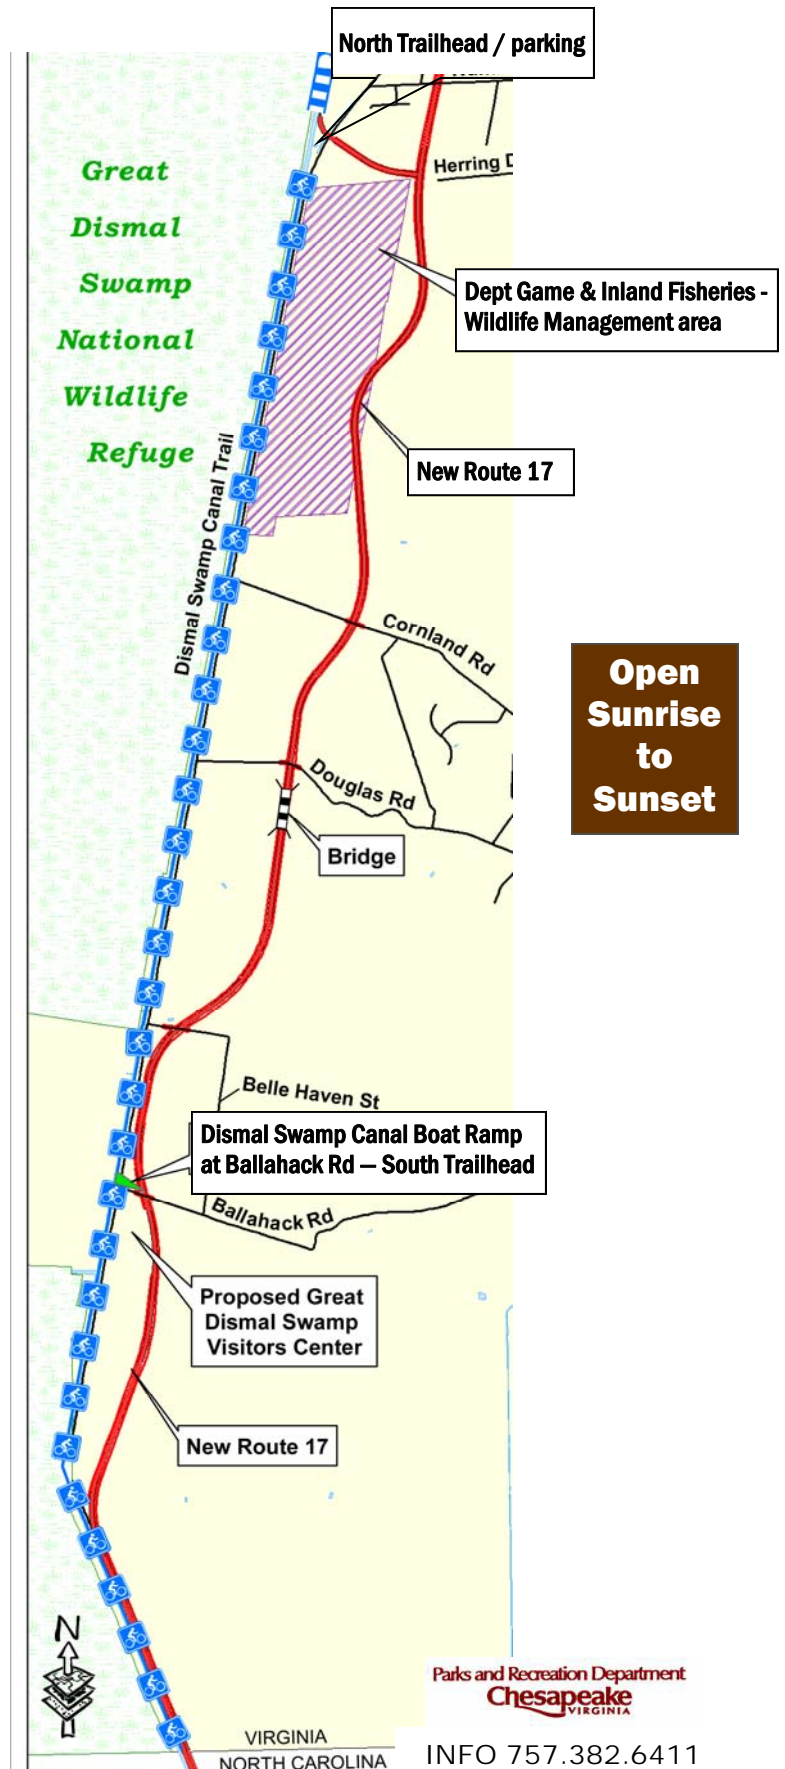 North Trailhead / parking
Herring
Great
Dismal
Swamp
National
Wildlife
Refuge
Dept Game & Inland Fisheries -
Wildlife Management area
New Route 17
Dismal Swamp Canal Trail
Cornland Rd
Open
Sunrise
to
Sunset
Douglas Rd
Bridge
Belle Haven St
Dismal Swamp Canal Boat Ramp
at Ballahack Rd – South Trailhead
Ballahack Rd
Proposed Great
Dismal Swamp
Visitors Center
New Route 17
N
Parks and Recreation Department
Chesapeake
VIRGINIA
VIRGINIA
NORTH CAROLINA
INFO 757.382.6411